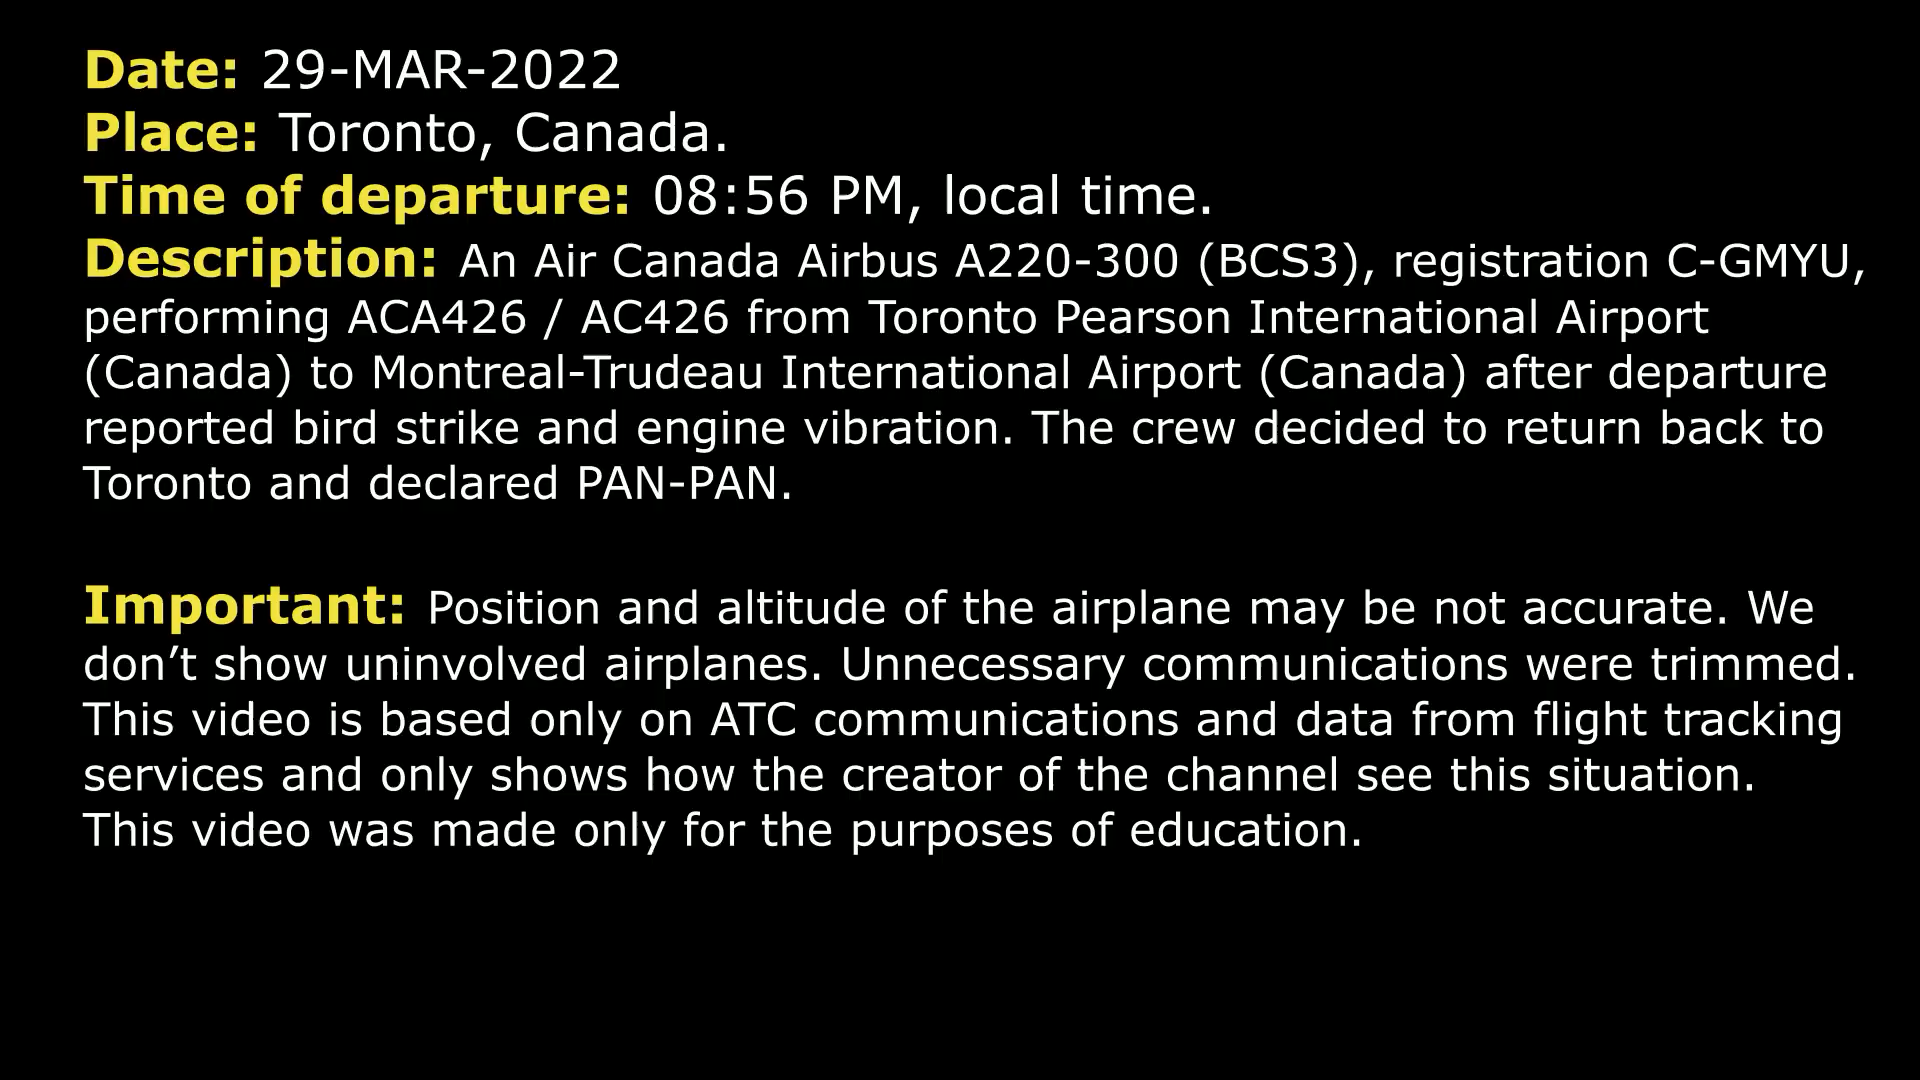 Date: 29-MAR-2022
Place: Toronto, Canada.
Time of departure: 08:56 PM, local time.
Description: An Air Canada Airbus A220-300 (BCS3), registration C-GMYU,
performing ACA426 / AC426 from Toronto Pearson International Airport
(Canada) to Montreal-Trudeau International Airport (Canada) after departure
reported bird strike and engine vibration. The crew decided to return back to
Toronto and declared PAN-PAN.
Important: Position and altitude of the airplane may be not accurate. We
don’t show uninvolved airplanes. Unnecessary communications were trimmed.
This video is based only on ATC communications and data from flight tracking
services and only shows how the creator of the channel see this situation.
This video was made only for the purposes of education.